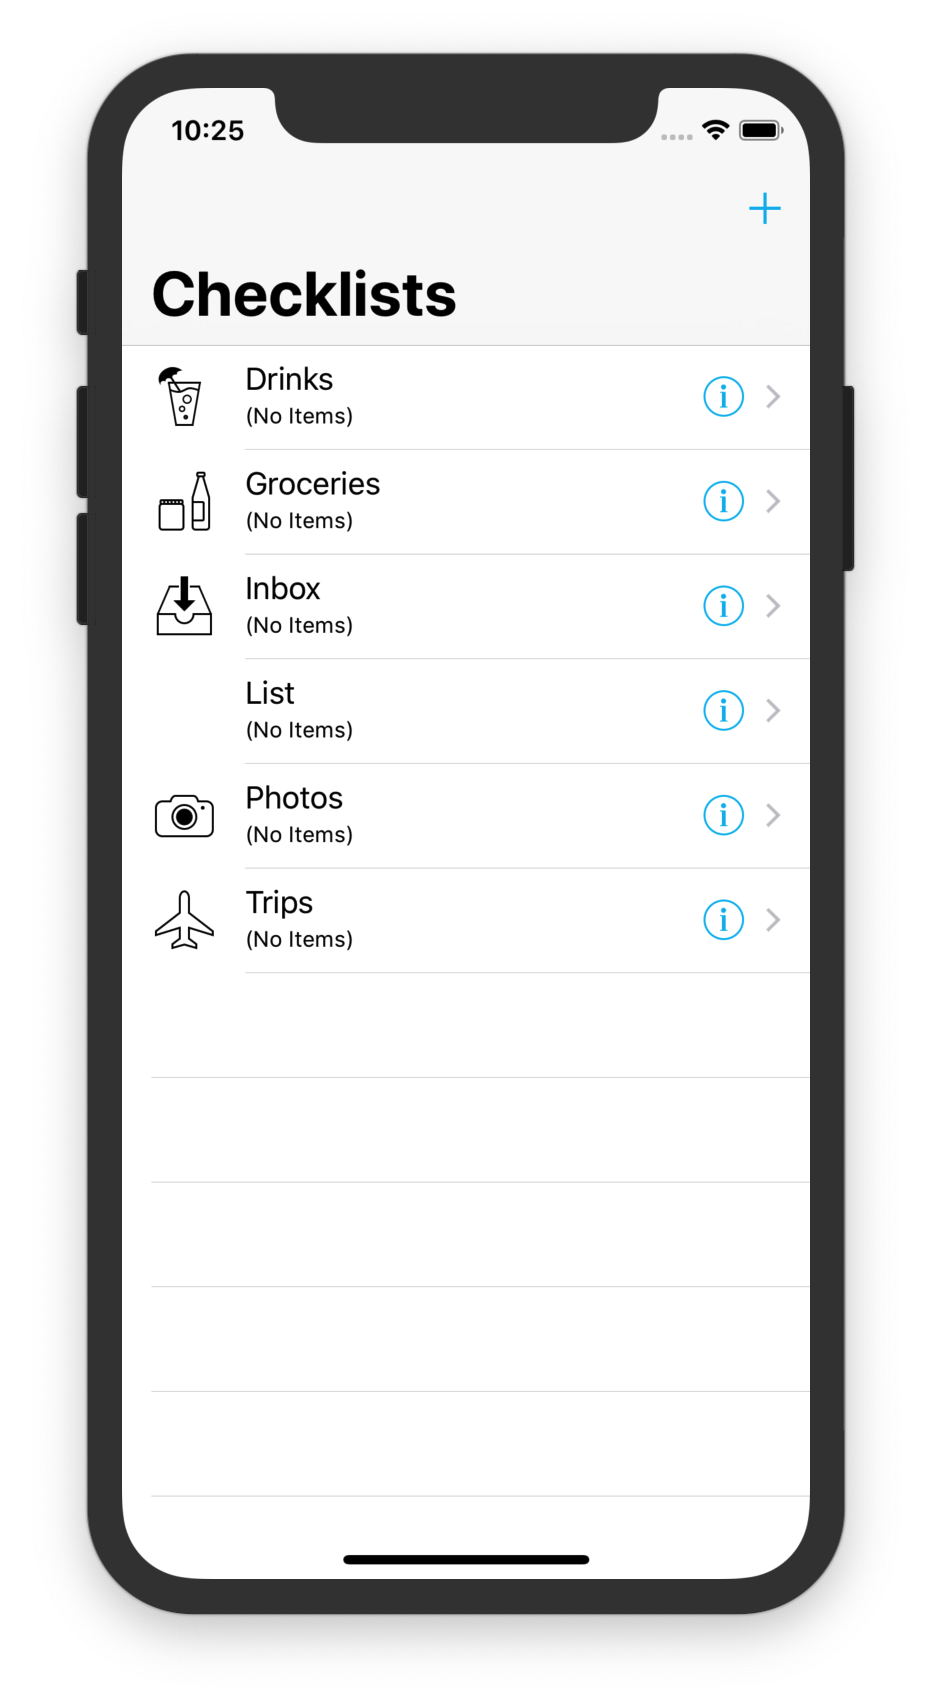 10:25
Checklists
Drinks
(No Items)
Groceries
(No Items)
Inbox
(No Items)
List
(No Items)
Photos
(No Items)
Trips
(No Items)